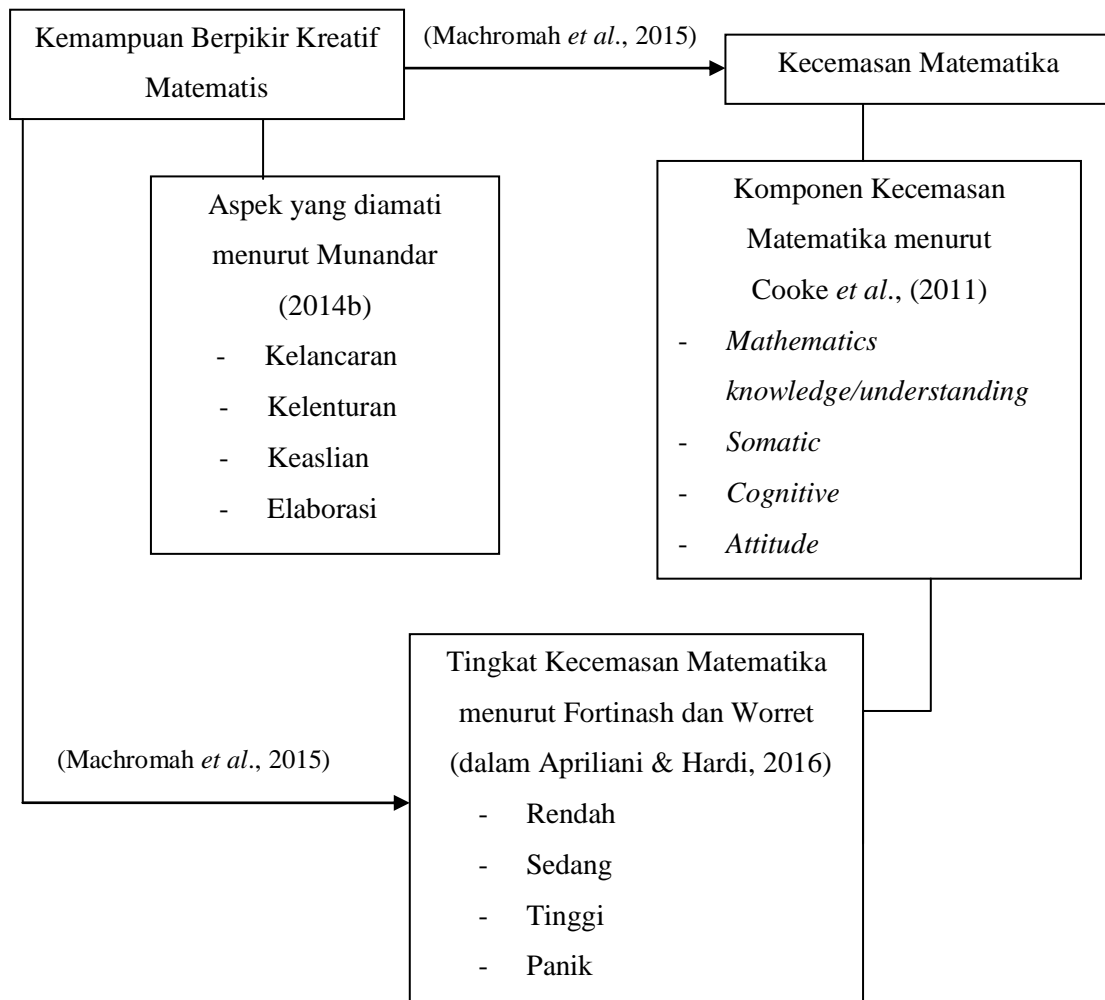 Kemampuan Berpikir Kreatif
Matematis
(Machromah et al., 2015)
Kecemasan Matematika
Aspek yang diamati
menurut Munandar
(2014b)
- Kelancaran
- Kelenturan
- Keaslian
- Elaborasi
Komponen Kecemasan
Matematika menurut
Cooke et al., (2011)
- Mathematics
knowledge/understanding
- Somatic
- Cognitive
- Attitude
(Machromah et al., 2015)
Tingkat Kecemasan Matematika
menurut Fortinash dan Worret
(dalam Apriliani & Hardi, 2016)
- Rendah
- Sedang
- Tinggi
- Panik